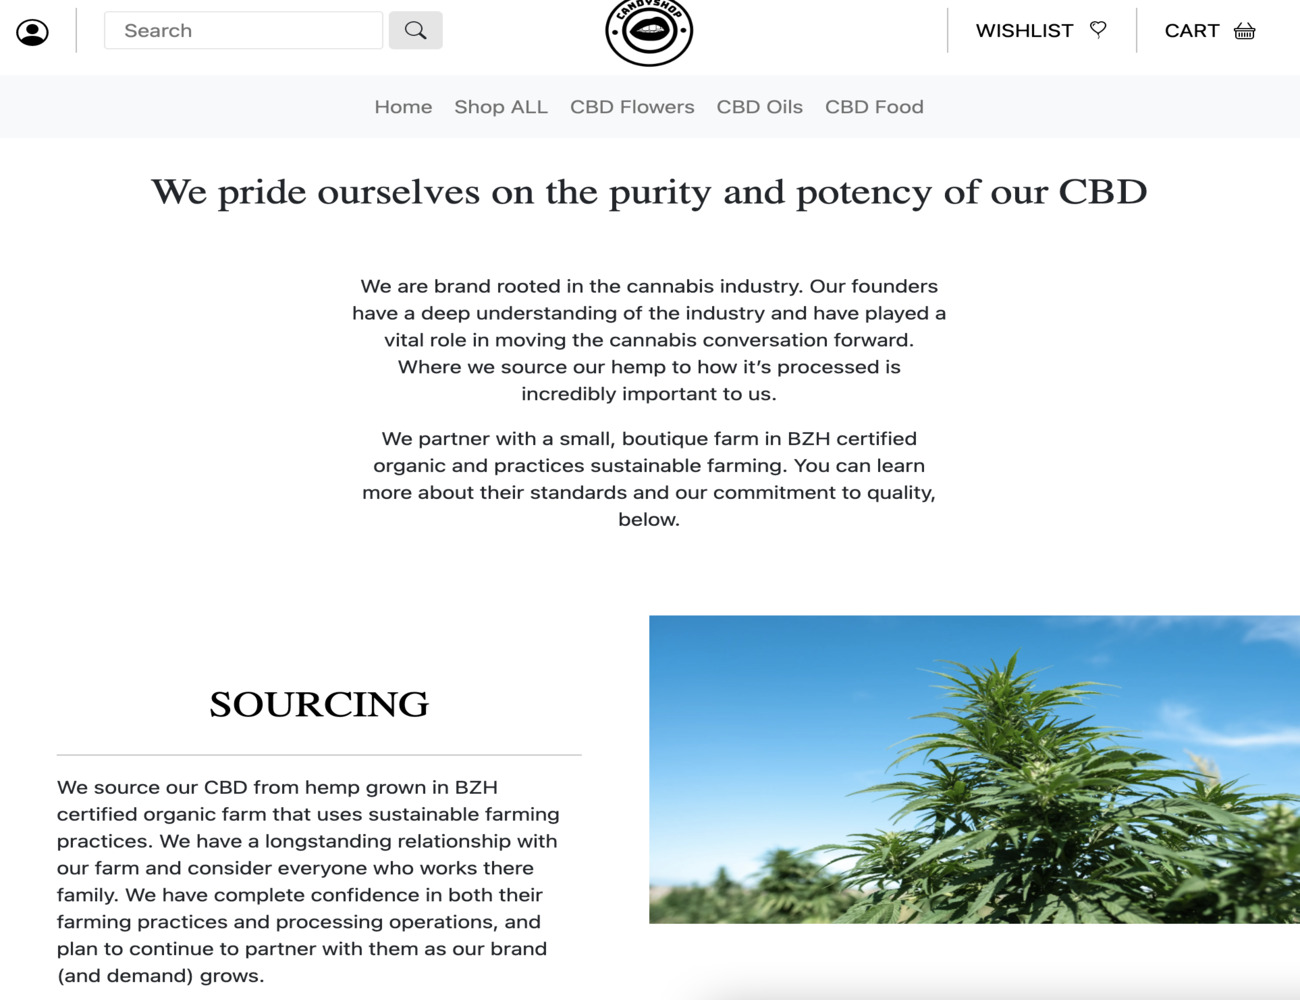 Search
CANDYSHOP
WISHLIST
CART
Home Shop ALL CBD Flowers CBD Oils CBD Food
We pride ourselves on the purity and potency of our CBD
We are brand rooted in the cannabis industry. Our founders
have a deep understanding of the industry and have played a
vital role in moving the cannabis conversation forward.
Where we source our hemp to how it’s processed is
incredibly important to us.
We partner with a small, boutique farm in BZH certified
organic and practices sustainable farming. You can learn
more about their standards and our commitment to quality,
below.
SOURCING
We source our CBD from hemp grown in BZH
certified organic farm that uses sustainable farming
practices. We have a longstanding relationship with
our farm and consider everyone who works there
family. We have complete confidence in both their
farming practices and processing operations, and
plan to continue to partner with them as our brand
(and demand) grows.